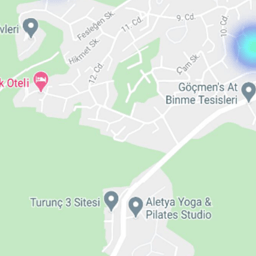 9. Cd
11. Cd
10. C
Fesleğen Sk.
vleri
Hikmet Sk.
12. Cd
Çam Sk.
k Oteli
Göçmen's At
Binme Tesisleri
Turunç 3 Sitesi
Aletya Yoga &
Pilates Studio